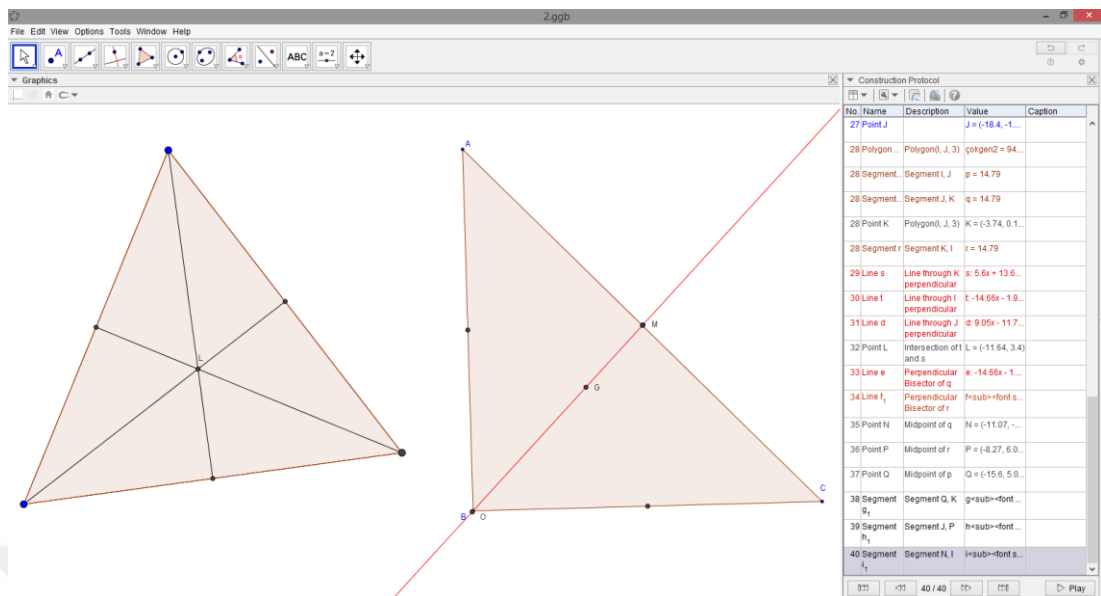 2.ggb
File Edit View Options Tools Window Help
A ABC a=2
Graphics
Construction Protocol
No. Name Description Value Caption
27 Point J J = (-18.4, -1....
28 Polygon ... Polygon(I, J, 3) çokgen2 = 94....
28 Segment... Segment I, J p = 14.79
28 Segment... Segment J, K q = 14.79
28 Point K Polygon(I, J, 3) K = (-3.74, 0.1...
28 Segment r Segment K, I r = 14.79
29 Line s Line through K s: 5.6x + 13.6...
perpendicular
30 Line t Line through I t: -14.66x - 1.9...
perpendicular
31 Line d Line through J d: 9.05x - 11.7...
perpendicular
32 Point L Intersection of t L = (-11.64, 3.4)
and s
33 Line e Perpendicular e: -14.66x - 1...
Bisector of q
34 Line f₁ Perpendicular f<sub><font s...
Bisector of r
35 Point N Midpoint of q N = (-11.07, -...
36 Point P Midpoint of r P = (-8.27, 6.0...
37 Point Q Midpoint of p Q = (-15.6, 5.0...
38 Segment Segment Q, K g<sub><font ...
g₁
39 Segment Segment J, P h<sub><font ...
h₁
40 Segment Segment N, I i<sub><font s...
i₁
40 / 40 Play
A
M
L
G
C
B O